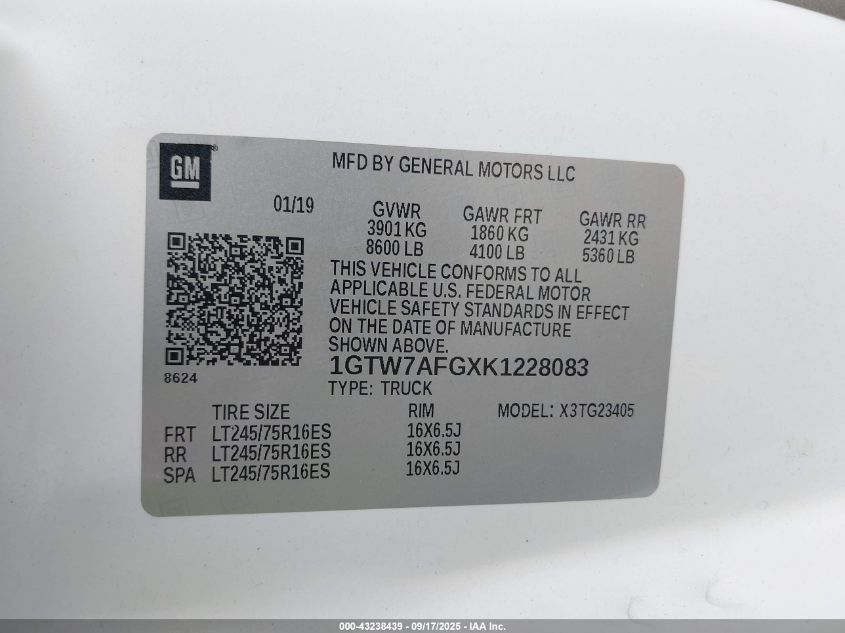 GM
MFD BY GENERAL MOTORS LLC
01/19
GVWR GAWR FRT GAWR RR
3901 KG 1860 KG 2431 KG
8600 LB 4100 LB 5360 LB
THIS VEHICLE CONFORMS TO ALL
APPLICABLE U.S. FEDERAL MOTOR
VEHICLE SAFETY STANDARDS IN EFFECT
ON THE DATE OF MANUFACTURE
SHOWN ABOVE.
8624
1GTW7AFGXK1228083
TYPE: TRUCK
TIRE SIZE RIM MODEL: X3TG23405
FRT LT245/75R16ES 16X6.5J
RR LT245/75R16ES 16X6.5J
SPA LT245/75R16ES 16X6.5J
000-43238439 - 09/17/2025 - IAA Inc.